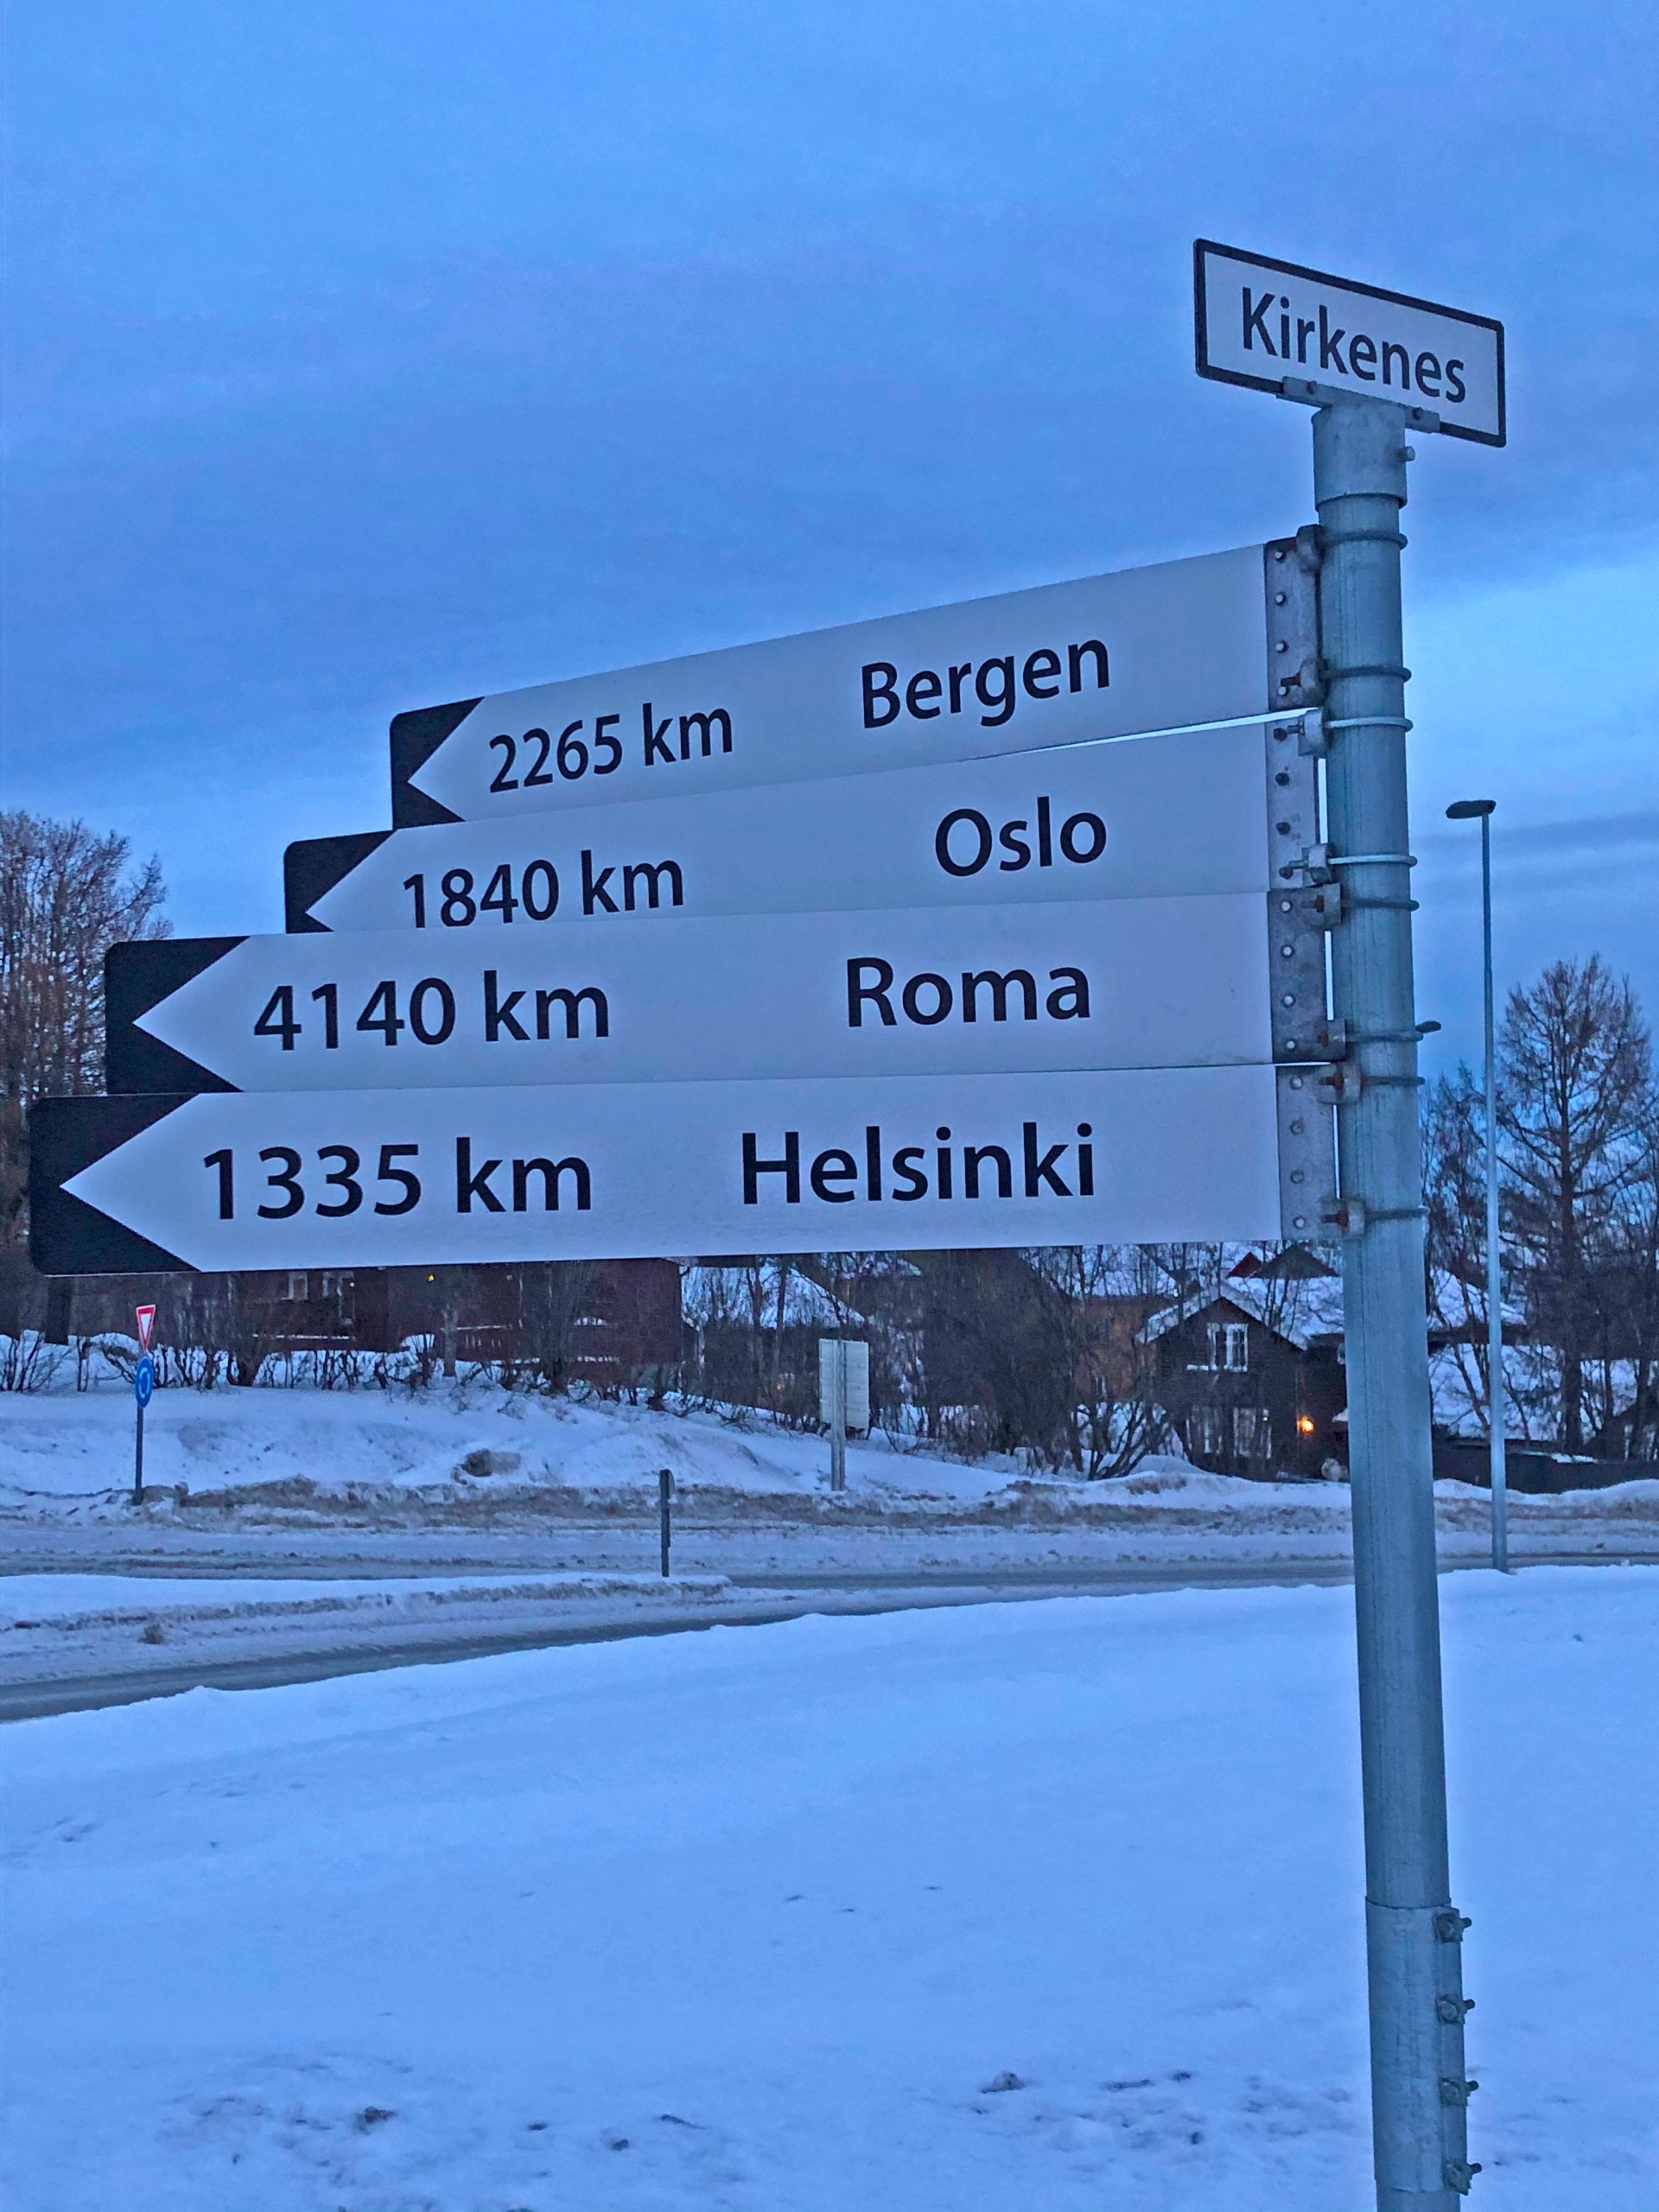 Kirkenes
2265 km Bergen
1840 km Oslo
4140 km Roma
1335 km Helsinki